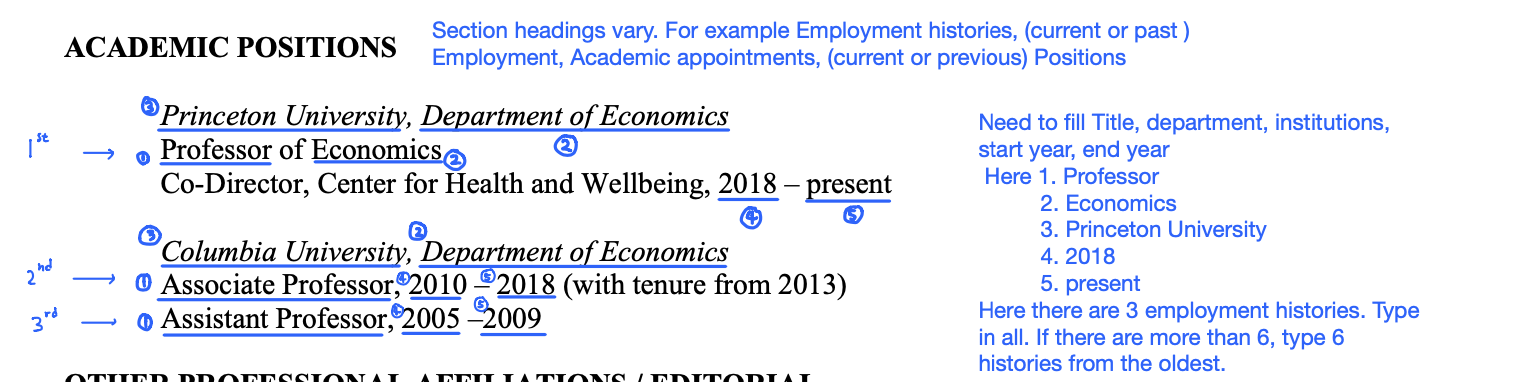 Section headings vary. For example Employment histories, (current or past )
ACADEMIC POSITIONS
Employment, Academic appointments, (current or previous) Positions
③ Princeton University, Department of Economics
1st → ① Professor of Economics ② ②
Co-Director, Center for Health and Wellbeing, 2018 – present
④ ⑤
③ ②
Columbia University, Department of Economics
2nd → ① Associate Professor, ④ 2010 – ⑤ 2018 (with tenure from 2013)
3rd → ① Assistant Professor, ④ 2005 – ⑤ 2009
OTHER PROFESSIONAL AFFILIATIONS / EDITORIAL
Need to fill Title, department, institutions,
start year, end year
Here 1. Professor
2. Economics
3. Princeton University
4. 2018
5. present
Here there are 3 employment histories. Type
in all. If there are more than 6, type 6
histories from the oldest.